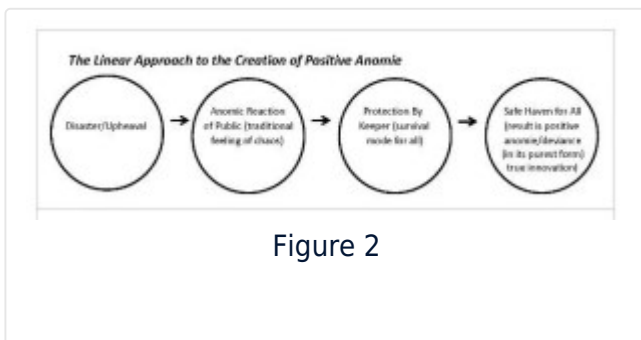 The Linear Approach to the Creation of Positive Anomie
Disaster/Upheaval
Anomic Reaction
of Public (traditional
feeling of chaos)
Protection By
Keeper (survival
mode for all)
Safe Haven for All
(result is positive
anomie/deviance
(in its purest form)
true innovation)
Figure 2